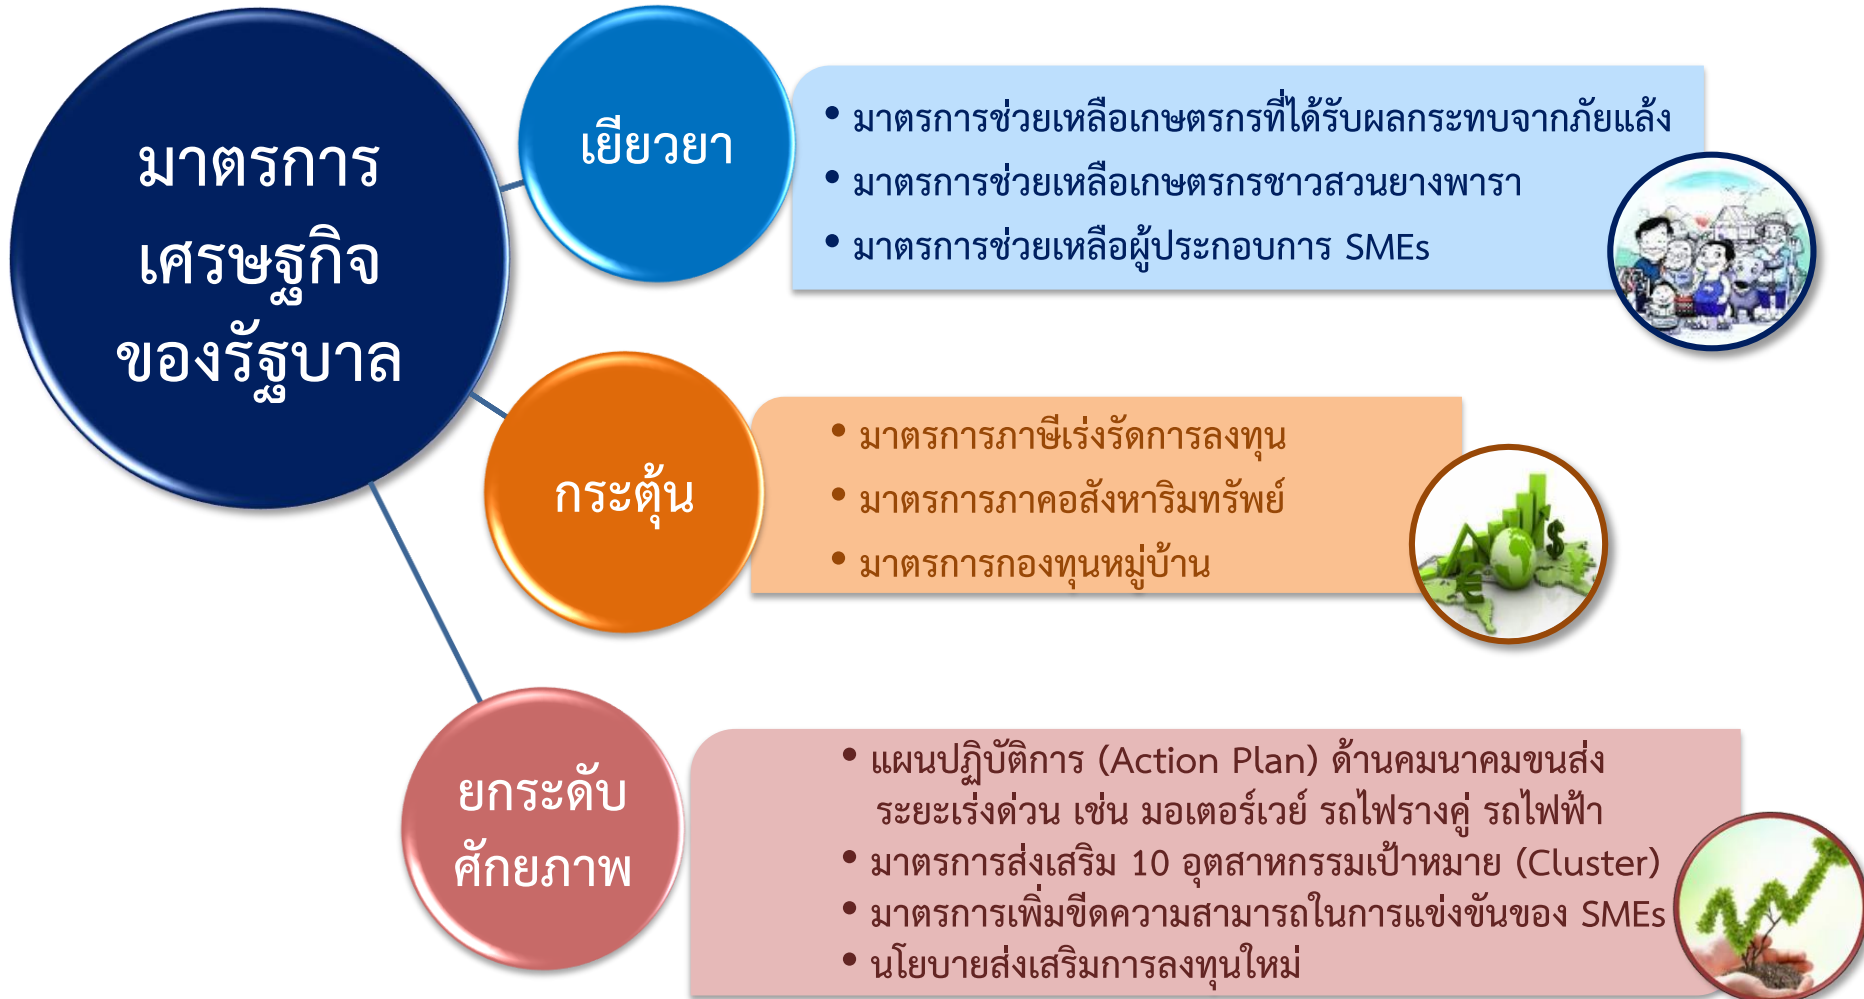 มาตรการ
เศรษฐกิจ
ของรัฐบาล
เยียวยา
• มาตรการช่วยเหลือเกษตรกรที่ได้รับผลกระทบจากภัยแล้ง
• มาตรการช่วยเหลือเกษตรกรชาวสวนยางพารา
• มาตรการช่วยเหลือผู้ประกอบการ SMEs
กระตุ้น
• มาตรการภาษีเร่งรัดการลงทุน
• มาตรการภาคอสังหาริมทรัพย์
• มาตรการกองทุนหมู่บ้าน
ยกระดับ
ศักยภาพ
• แผนปฏิบัติการ (Action Plan) ด้านคมนาคมขนส่ง
ระยะเร่งด่วน เช่น มอเตอร์เวย์ รถไฟรางคู่ รถไฟฟ้า
• มาตรการส่งเสริม 10 อุตสาหกรรมเป้าหมาย (Cluster)
• มาตรการเพิ่มขีดความสามารถในการแข่งขันของ SMEs
• นโยบายส่งเสริมการลงทุนใหม่